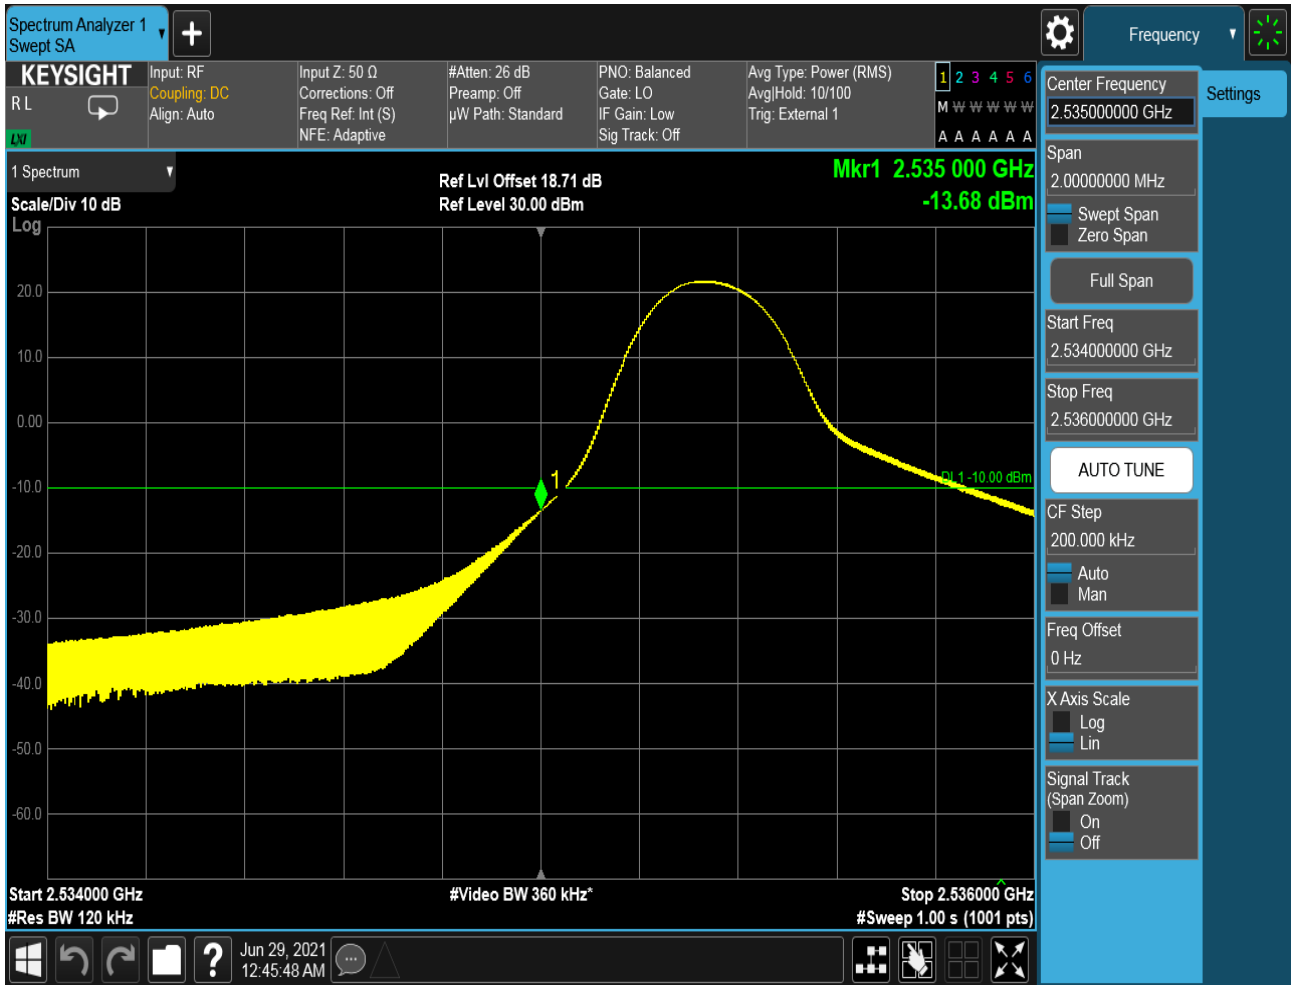 Spectrum Analyzer 1
Swept SA
Frequency
KEYSIGHT
R L
LXI
Input: RF
Coupling: DC
Align: Auto
Input Z: 50 Ω
Corrections: Off
Freq Ref: Int (S)
NFE: Adaptive
#Atten: 26 dB
Preamp: Off
µW Path: Standard
PNO: Balanced
Gate: LO
IF Gain: Low
Sig Track: Off
Avg Type: Power (RMS)
Avg|Hold: 10/100
Trig: External 1
1 2 3 4 5 6
M W W W W W
A A A A A A
1 Spectrum
Scale/Div 10 dB
Log
Ref Lvl Offset 18.71 dB
Ref Level 30.00 dBm
Mkr1 2.535 000 GHz
-13.68 dBm
20.0
10.0
0.00
-10.0
-20.0
-30.0
-40.0
-50.0
-60.0
1
DL1 -10.00 dBm
Start 2.534000 GHz
#Video BW 360 kHz*
Stop 2.536000 GHz
#Res BW 120 kHz
#Sweep 1.00 s (1001 pts)
Jun 29, 2021
12:45:48 AM
?
Center Frequency
2.535000000 GHz
Settings
Span
2.00000000 MHz
Swept Span
Zero Span
Full Span
Start Freq
2.534000000 GHz
Stop Freq
2.536000000 GHz
AUTO TUNE
CF Step
200.000 kHz
Auto
Man
Freq Offset
0 Hz
X Axis Scale
Log
Lin
Signal Track
(Span Zoom)
On
Off